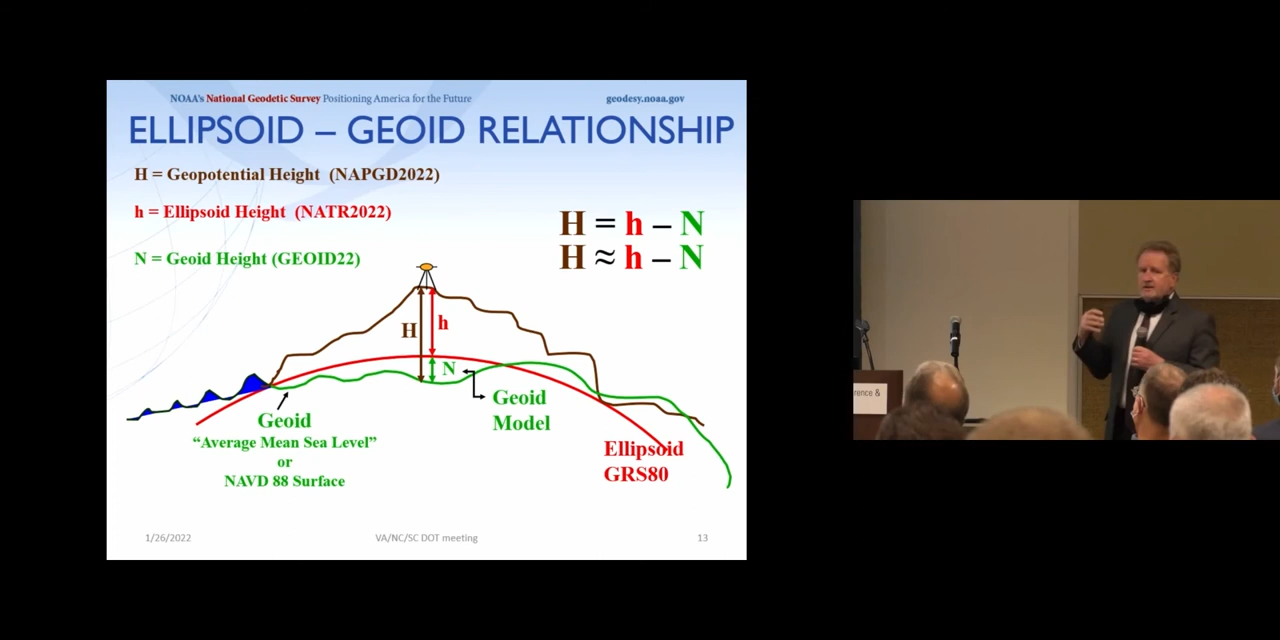 NOAA's National Geodetic Survey Positioning America for the Future
geodesy.noaa.gov
ELLIPSOID – GEOID RELATIONSHIP
H = Geopotential Height (NAPGD2022)
h = Ellipsoid Height (NATR2022)
N = Geoid Height (GEOID22)
H = h – N
H ≈ h – N
H
h
N
Geoid
Model
Geoid
"Average Mean Sea Level"
or
NAVD 88 Surface
Ellipsoid
GRS80
1/26/2022
VA/NC/SC DOT meeting
13
rence &